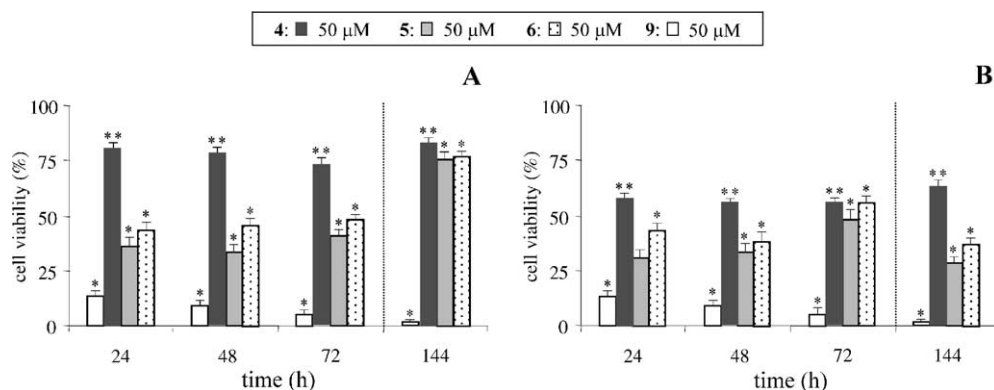 4: 50 µM 5: 50 µM 6: 50 µM 9: 50 µM
A
B
100
75
50
25
0
cell viability (%)
* ** * *
* ** * *
* ** * *
* ** * *
24 48 72 144
time (h)
100
75
50
25
0
cell viability (%)
* ** *
* ** * *
* ** * *
* ** * *
24 48 72 144
time (h)